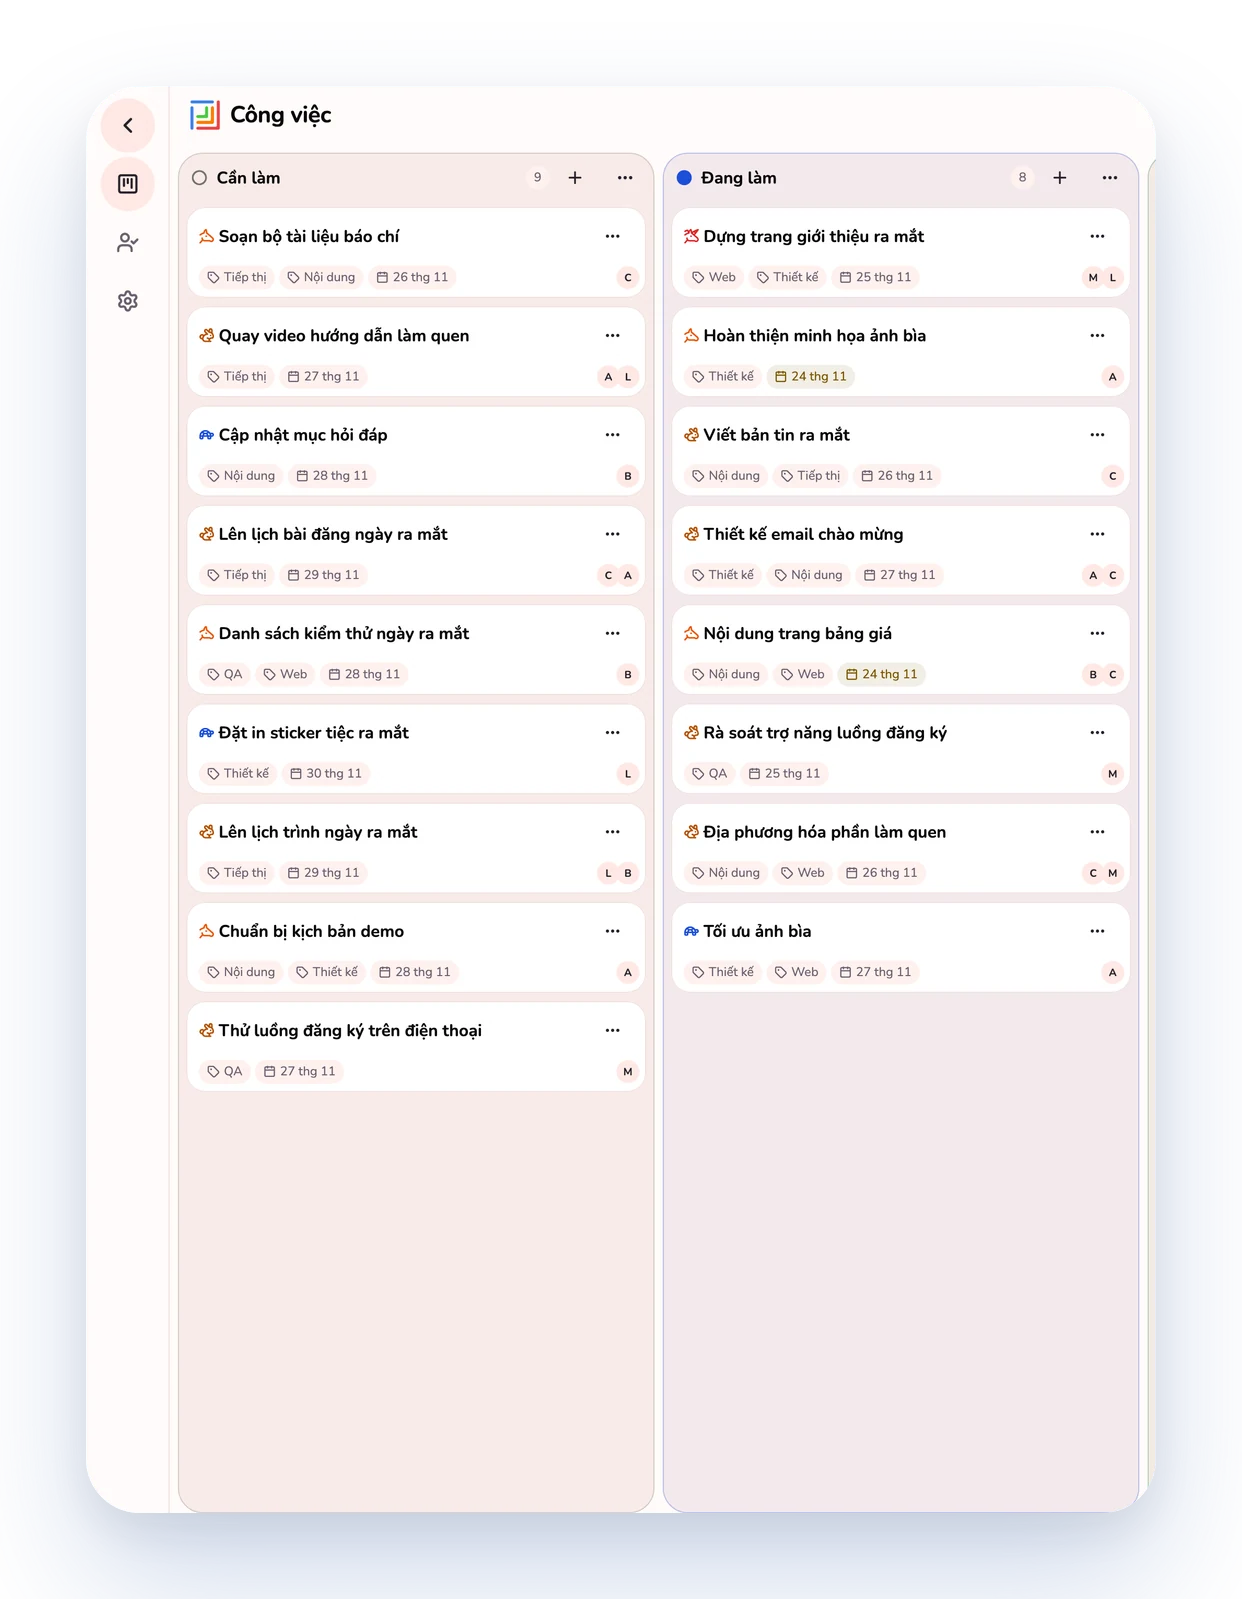 Công việc
Cần làm
9
Soạn bộ tài liệu báo chí
Tiếp thị Nội dung 26 thg 11 C
Quay video hướng dẫn làm quen
Tiếp thị 27 thg 11 A L
Cập nhật mục hỏi đáp
Nội dung 28 thg 11 B
Lên lịch bài đăng ngày ra mắt
Tiếp thị 29 thg 11 C A
Danh sách kiểm thử ngày ra mắt
QA Web 28 thg 11 B
Đặt in sticker tiệc ra mắt
Thiết kế 30 thg 11 L
Lên lịch trình ngày ra mắt
Tiếp thị 29 thg 11 L B
Chuẩn bị kịch bản demo
Nội dung Thiết kế 28 thg 11 A
Thử luồng đăng ký trên điện thoại
QA 27 thg 11 M
Đang làm
8
Dựng trang giới thiệu ra mắt
Web Thiết kế 25 thg 11 M L
Hoàn thiện minh họa ảnh bìa
Thiết kế 24 thg 11 A
Viết bản tin ra mắt
Nội dung Tiếp thị 26 thg 11 C
Thiết kế email chào mừng
Thiết kế Nội dung 27 thg 11 A C
Nội dung trang bảng giá
Nội dung Web 24 thg 11 B C
Rà soát trợ năng luồng đăng ký
QA 25 thg 11 M
Địa phương hóa phần làm quen
Nội dung Web 26 thg 11 C M
Tối ưu ảnh bìa
Thiết kế Web 27 thg 11 A